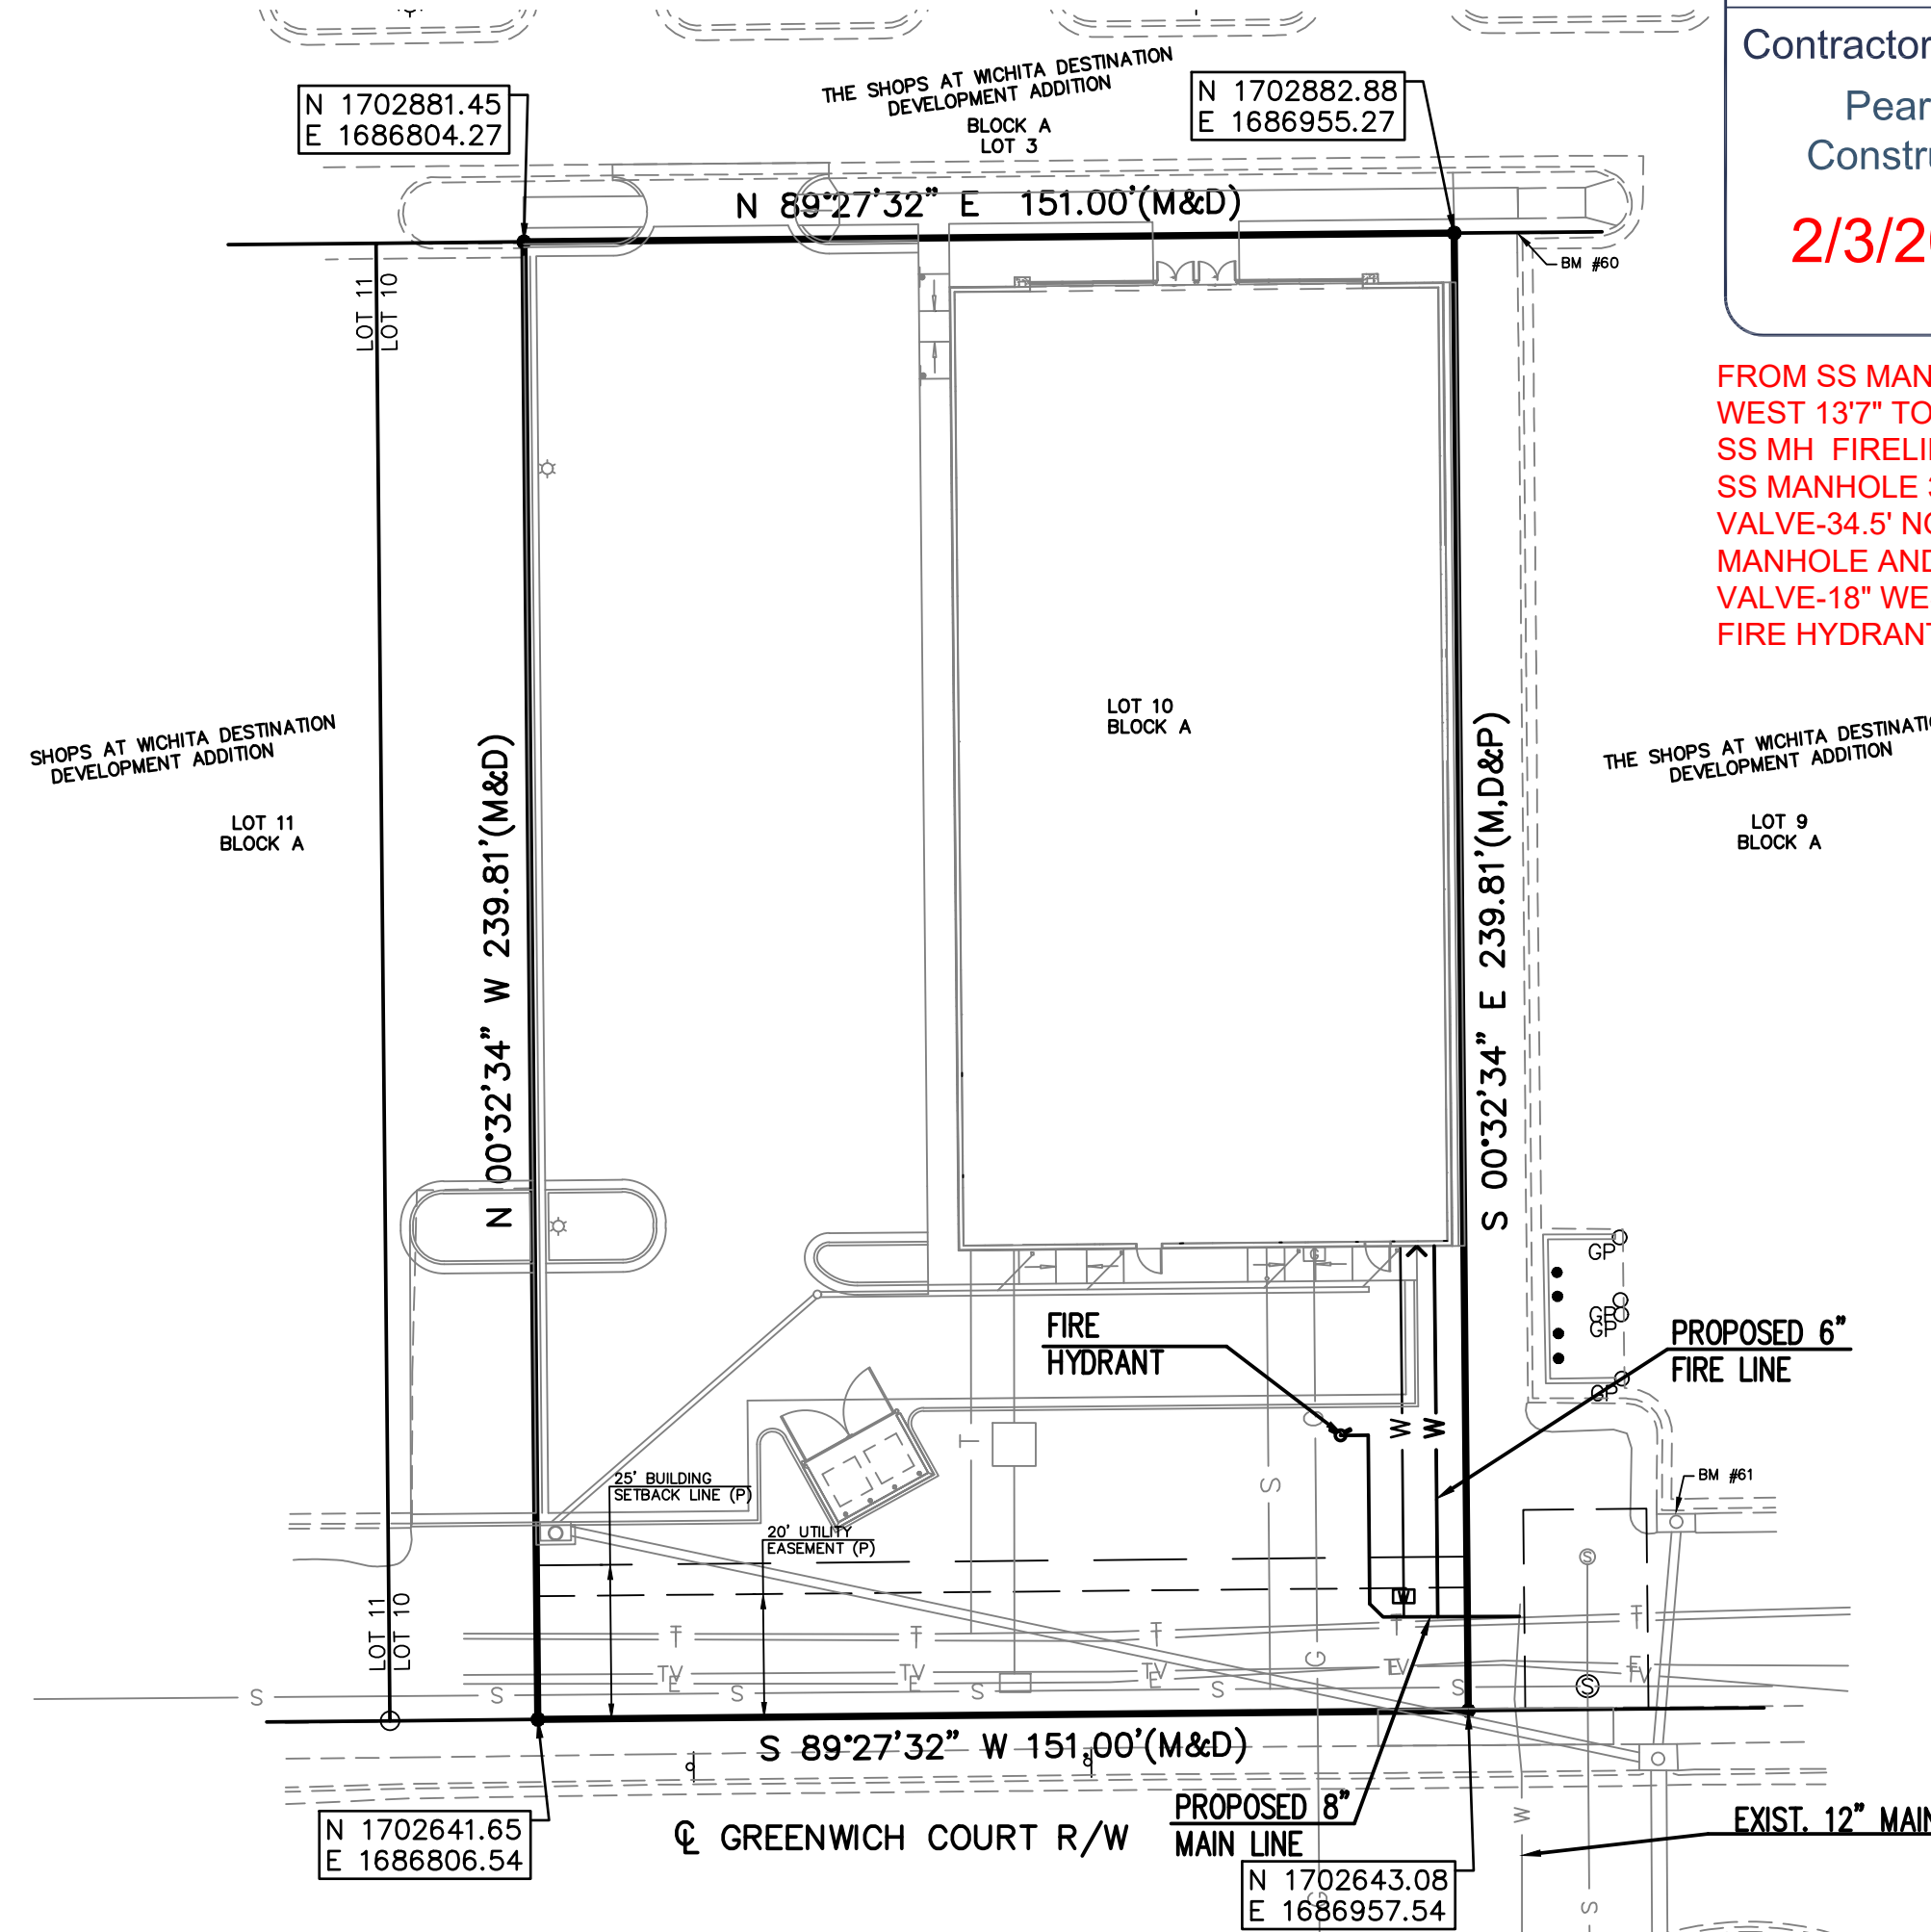 Contractor
2/3/2
FROM SS MAN
WEST 13'7" TO
SS MH FIRELI
SS MANHOLE
VALVE-34.5' N
MANHOLE AND
VALVE-18" WE
FIRE HYDRANT
N 1702881.45
E 1686804.27
THE SHOPS AT WICHITA DESTINATION
DEVELOPMENT ADDITION
BLOCK A
LOT 3
N 1702882.88
E 1686955.27
N 89°27'32" E 151.00'(M&D)
BM #60
LOT 11
LOT 10
LOT 10
BLOCK A
SHOPS AT WICHITA DESTINATION
DEVELOPMENT ADDITION
LOT 11
BLOCK A
N 00°32'34" W 239.81'(M&D)
S 00°32'34" E 239.81'(M,D&P)
THE SHOPS AT WICHITA DESTINATI
DEVELOPMENT ADDITION
LOT 9
BLOCK A
G
GP
GP
GP
GP
FIRE
HYDRANT
PROPOSED 6"
FIRE LINE
W W
G
T
S
BM #61
25' BUILDING
SETBACK LINE (P)
20' UTILITY
EASEMENT (P)
W
S
LOT 11
LOT 10
T T T T T
G
TV TV TV TV TV
E E E E E
S S S S S S S
S
S 89°27'32" W 151.00'(M&D)
PROPOSED 8"
MAIN LINE
W
EXIST. 12" MAIN
N 1702641.65
E 1686806.54
℄ GREENWICH COURT R/W
N 1702643.08
E 1686957.54
G
S